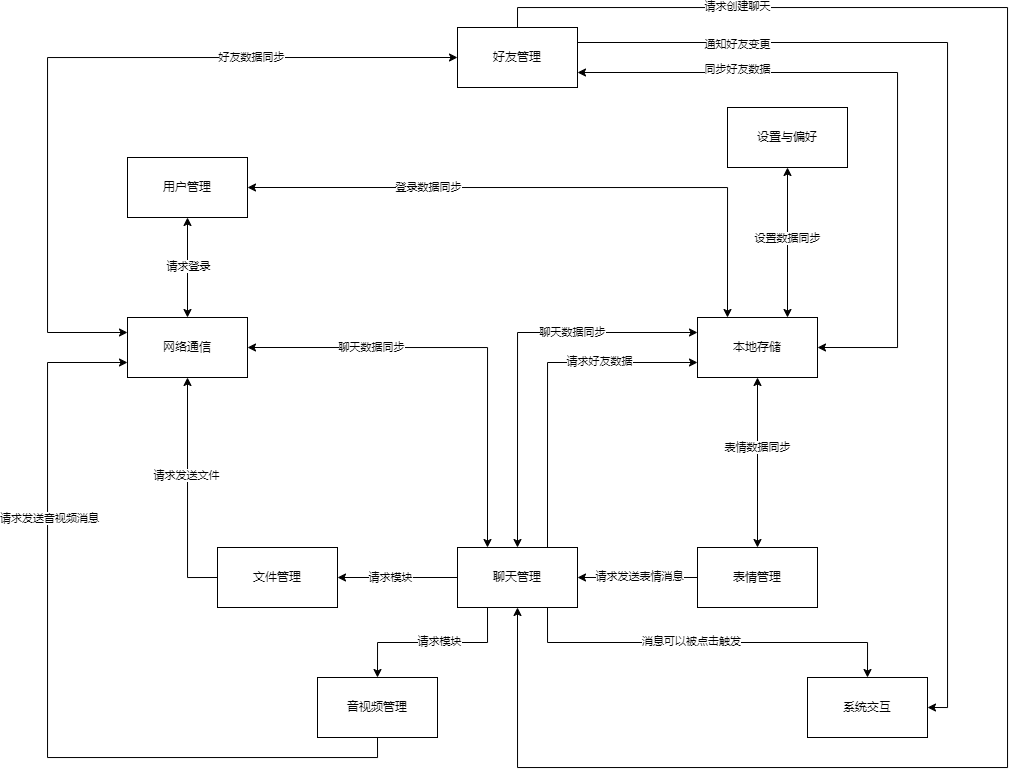 请求创建聊天
通知好友变更
好友数据同步
好友管理
同步好友数据
设置与偏好
用户管理
登录数据同步
设置数据同步
请求登录
聊天数据同步
网络通信
聊天数据同步
本地存储
请求好友数据
表情数据同步
请求发送文件
请求发送音视频消息
文件管理
请求模块
聊天管理
请求发送表情消息
表情管理
请求模块
消息可以被点击触发
音视频管理
系统交互